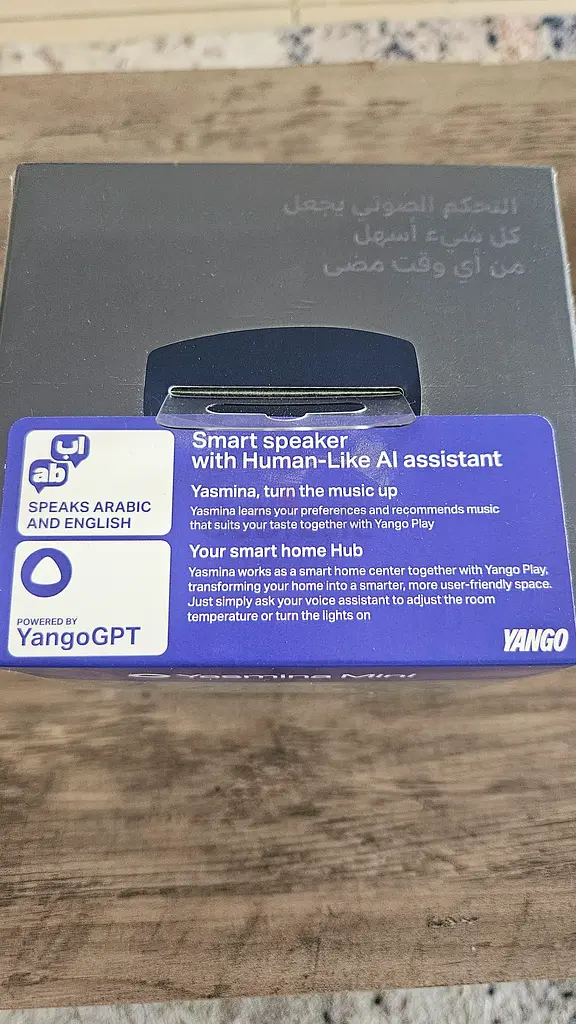 التحكم الصوتي يجعل
كل شيء أسهل
من أي وقت مضى
اب
ab
SPEAKS ARABIC
AND ENGLISH
POWERED BY
YangoGPT
Smart speaker
with Human-Like AI assistant
Yasmina, turn the music up
Yasmina learns your preferences and recommends music
that suits your taste together with Yango Play
Your smart home Hub
Yasmina works as a smart home center together with Yango Play,
transforming your home into a smarter, more user-friendly space.
Just simply ask your voice assistant to adjust the room
temperature or turn the lights on
YANGO
Yasmina Mini